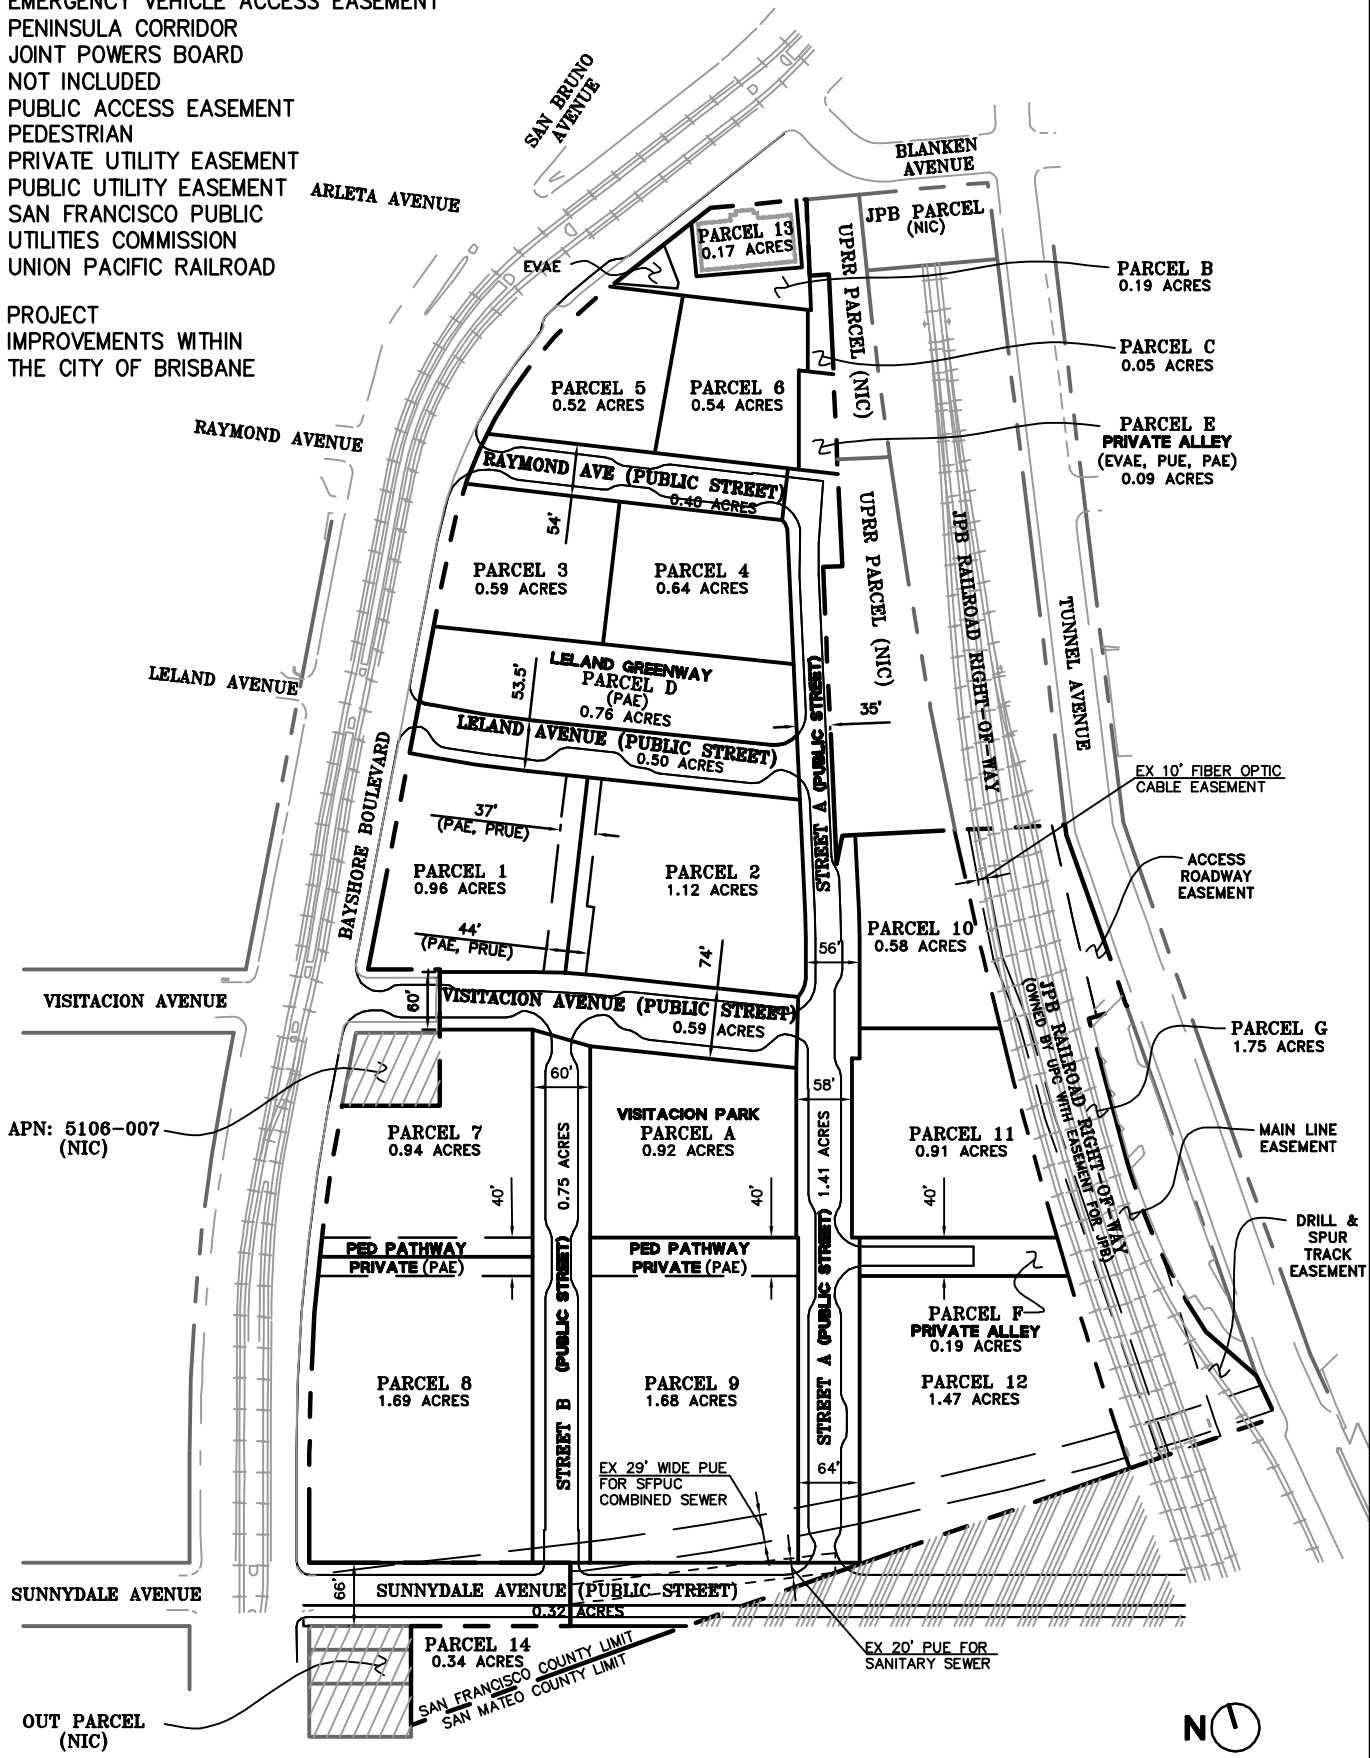 EMERGENCY VEHICLE ACCESS EASEMENT
PENINSULA CORRIDOR
JOINT POWERS BOARD
NOT INCLUDED
PUBLIC ACCESS EASEMENT
PEDESTRIAN
PRIVATE UTILITY EASEMENT
PUBLIC UTILITY EASEMENT
SAN FRANCISCO PUBLIC
UTILITIES COMMISSION
UNION PACIFIC RAILROAD
PROJECT
IMPROVEMENTS WITHIN
THE CITY OF BRISBANE
SAN BRUNO
AVENUE
ARLETA AVENUE
BLANKEN
AVENUE
JPB PARCEL
(NIC)
PARCEL 13
0.17 ACRES
EVAE
UPRR PARCEL (NIC)
PARCEL B
0.19 ACRES
PARCEL C
0.05 ACRES
PARCEL 5
0.52 ACRES
PARCEL 6
0.54 ACRES
PARCEL E
PRIVATE ALLEY
(EVAE, PUE, PAE)
0.09 ACRES
RAYMOND AVENUE
RAYMOND AVE (PUBLIC STREET)
0.40 ACRES
54'
UPRR PARCEL (NIC)
JPB RAILROAD RIGHT-OF-WAY
TUNNEL AVENUE
PARCEL 3
0.59 ACRES
PARCEL 4
0.64 ACRES
LELAND AVENUE
53.5'
LELAND GREENWAY
PARCEL D
(PAE)
0.76 ACRES
35'
LELAND AVENUE (PUBLIC STREET)
0.50 ACRES
STREET A (PUBLIC STREET)
BAYSHORE BOULEVARD
EX 10' FIBER OPTIC
CABLE EASEMENT
37'
(PAE, PRUE)
PARCEL 1
0.96 ACRES
PARCEL 2
1.12 ACRES
ACCESS
ROADWAY
EASEMENT
44'
(PAE, PRUE)
74'
56'
PARCEL 10
0.58 ACRES
VISITACION AVENUE
60'
VISITACION AVENUE (PUBLIC STREET)
0.59 ACRES
JPB RAILROAD RIGHT-OF-WAY
(OWNED BY UPC WITH EASEMENT FOR JPB)
PARCEL G
1.75 ACRES
60'
58'
APN: 5106-007
(NIC)
PARCEL 7
0.94 ACRES
0.75 ACRES
VISITACION PARK
PARCEL A
0.92 ACRES
1.41 ACRES
PARCEL 11
0.91 ACRES
MAIN LINE
EASEMENT
40'
40'
40'
PED PATHWAY
PRIVATE (PAE)
PED PATHWAY
PRIVATE (PAE)
DRILL &
SPUR
TRACK
EASEMENT
PARCEL F
PRIVATE ALLEY
0.19 ACRES
PARCEL 8
1.69 ACRES
STREET B (PUBLIC STREET)
PARCEL 9
1.68 ACRES
STREET A (PUBLIC STREET)
PARCEL 12
1.47 ACRES
EX 29' WIDE PUE
FOR SFPUC
COMBINED SEWER
64'
SUNNYDALE AVENUE
66'
SUNNYDALE AVENUE (PUBLIC STREET)
0.32 ACRES
PARCEL 14
0.34 ACRES
SAN FRANCISCO COUNTY LIMIT
SAN MATEO COUNTY LIMIT
EX 20' PUE FOR
SANITARY SEWER
OUT PARCEL
(NIC)
N